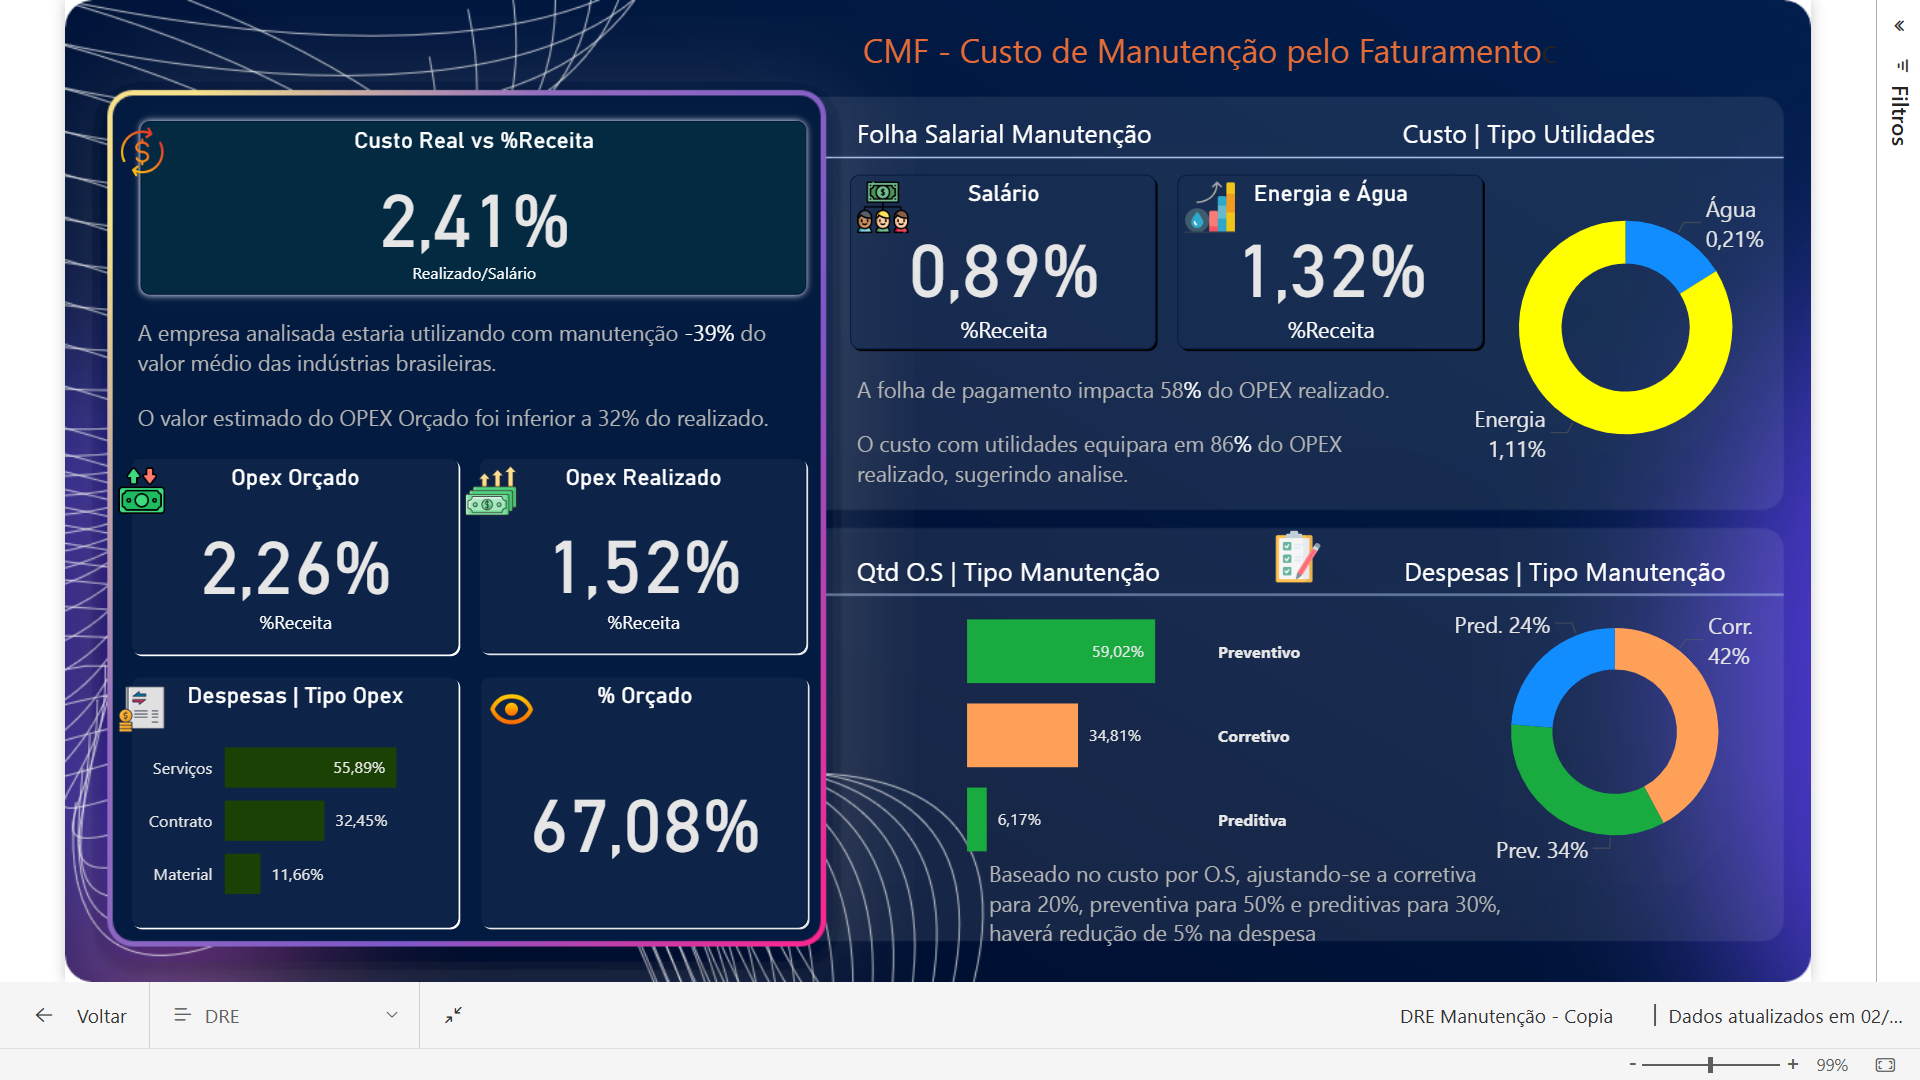 CMF - Custo de Manutenção pelo Faturamento
Custo Real vs %Receita
2,41%
Realizado/Salário
A empresa analisada estaria utilizando com manutenção -39% do
valor médio das indústrias brasileiras.
O valor estimado do OPEX Orçado foi inferior a 32% do realizado.
Opex Orçado
2,26%
%Receita
Opex Realizado
1,52%
%Receita
Despesas | Tipo Opex
Serviços
55,89%
Contrato
32,45%
Material
11,66%
% Orçado
67,08%
Folha Salarial Manutenção
Custo | Tipo Utilidades
Salário
0,89%
%Receita
Energia e Água
1,32%
%Receita
Água
0,21%
Energia
1,11%
A folha de pagamento impacta 58% do OPEX realizado.
O custo com utilidades equipara em 86% do OPEX
realizado, sugerindo analise.
Qtd O.S | Tipo Manutenção
Despesas | Tipo Manutenção
59,02%
Preventivo
34,81%
Corretivo
6,17%
Preditiva
Pred. 24%
Corr.
42%
Prev. 34%
Baseado no custo por O.S, ajustando-se a corretiva
para 20%, preventiva para 50% e preditivas para 30%,
haverá redução de 5% na despesa
Filtros
Voltar
DRE
DRE Manutenção - Copia
| Dados atualizados em 02/...
- + 99%